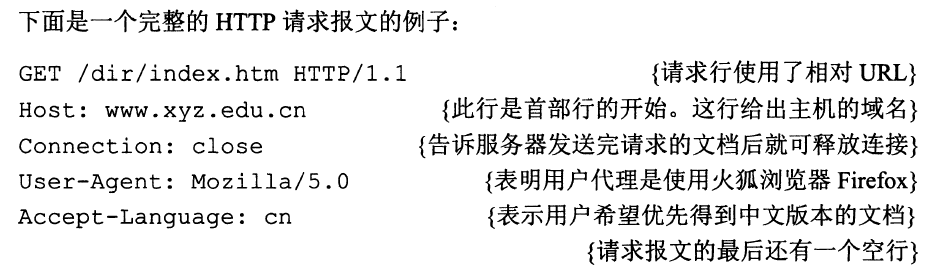 下面是一个完整的 HTTP 请求报文的例子：
GET /dir/index.htm HTTP/1.1 {请求行使用了相对 URL}
Host: www.xyz.edu.cn {此行是首部行的开始。这行给出主机的域名}
Connection: close {告诉服务器发送完请求的文档后就可释放连接}
User-Agent: Mozilla/5.0 {表明用户代理是使用火狐浏览器 Firefox}
Accept-Language: cn {表示用户希望优先得到中文版本的文档}
{请求报文的最后还有一个空行}